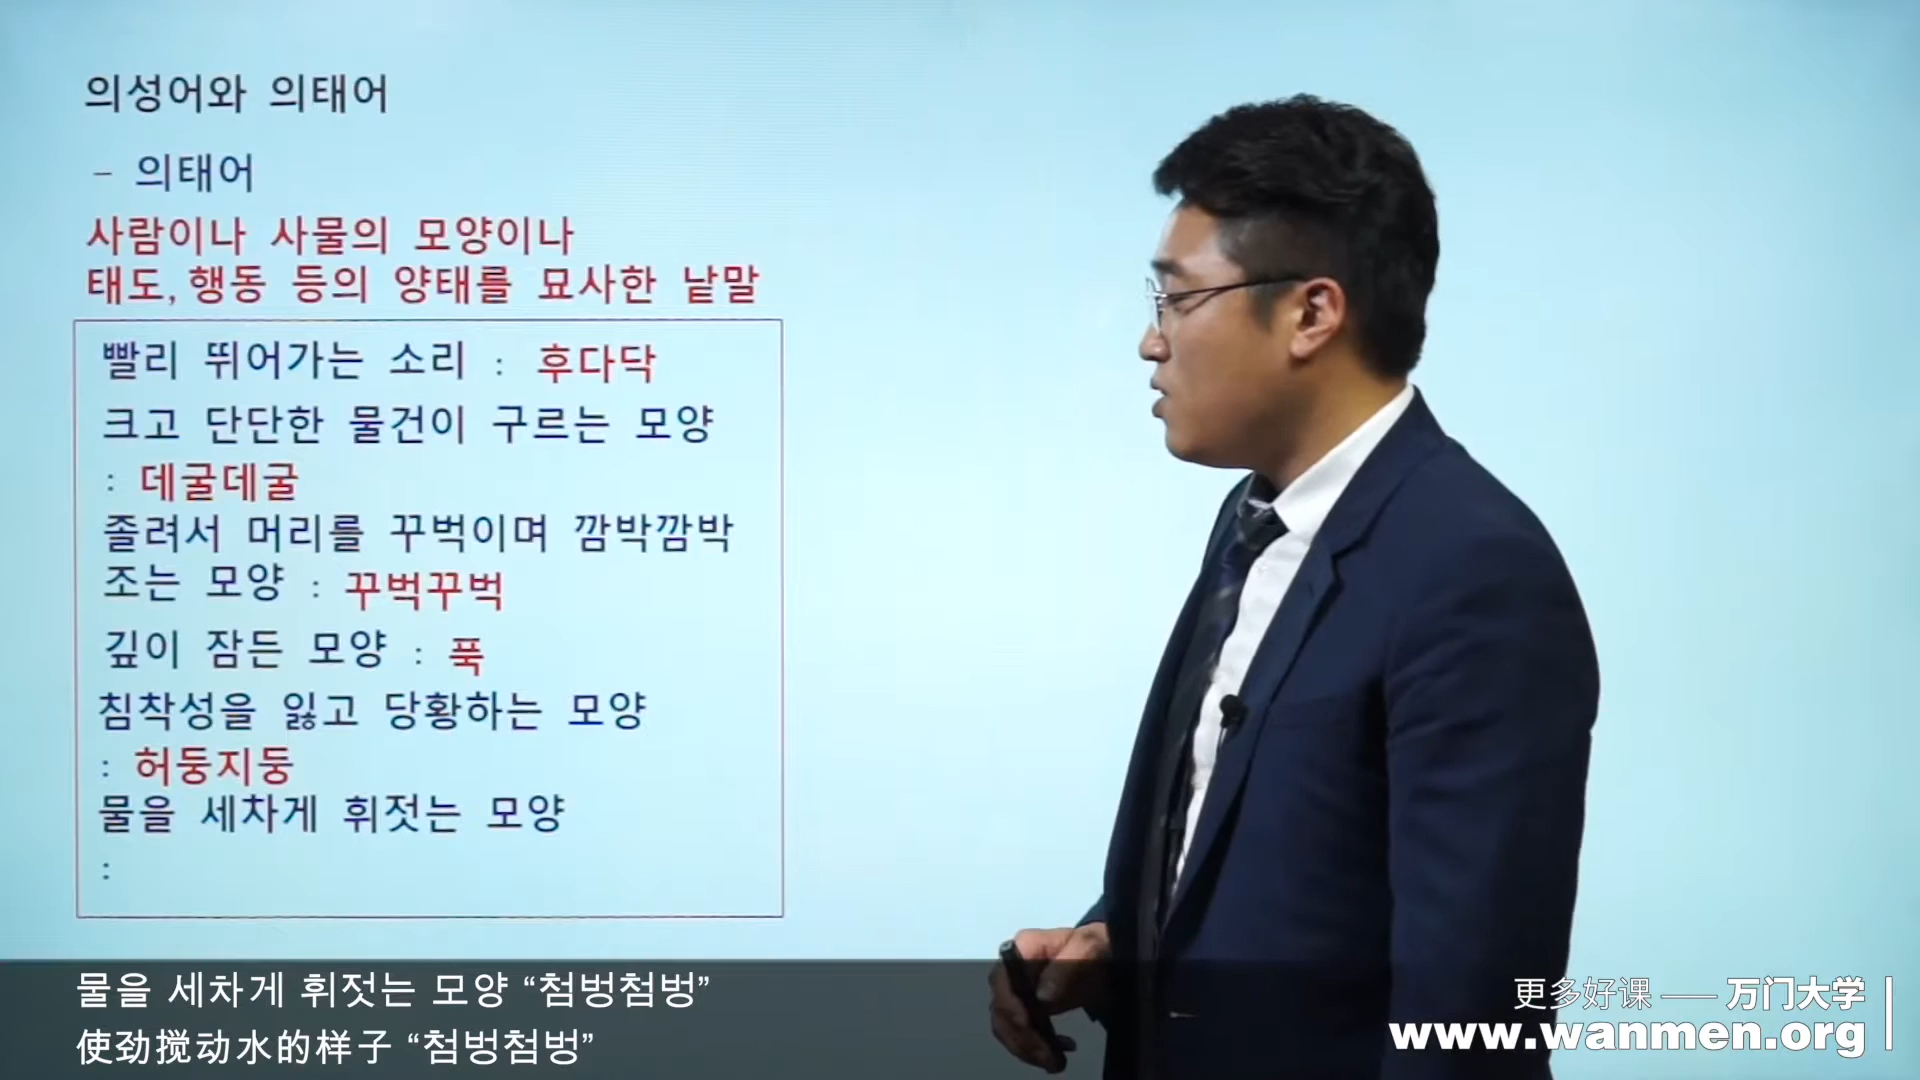 의성어와 의태어
- 의태어
사람이나 사물의 모양이나
태도, 행동 등의 양태를 묘사한 낱말
빨리 뛰어가는 소리 : 후다닥
크고 단단한 물건이 구르는 모양
: 데굴데굴
졸려서 머리를 꾸벅이며 깜박깜박
조는 모양 : 꾸벅꾸벅
깊이 잠든 모양 : 푹
침착성을 잃고 당황하는 모양
: 허둥지둥
물을 세차게 휘젓는 모양
:
물을 세차게 휘젓는 모양 “첨벙첨벙”
使劲搅动水的样子 “첨벙첨벙”
更多好课 —— 万门大学
www.wanmen.org